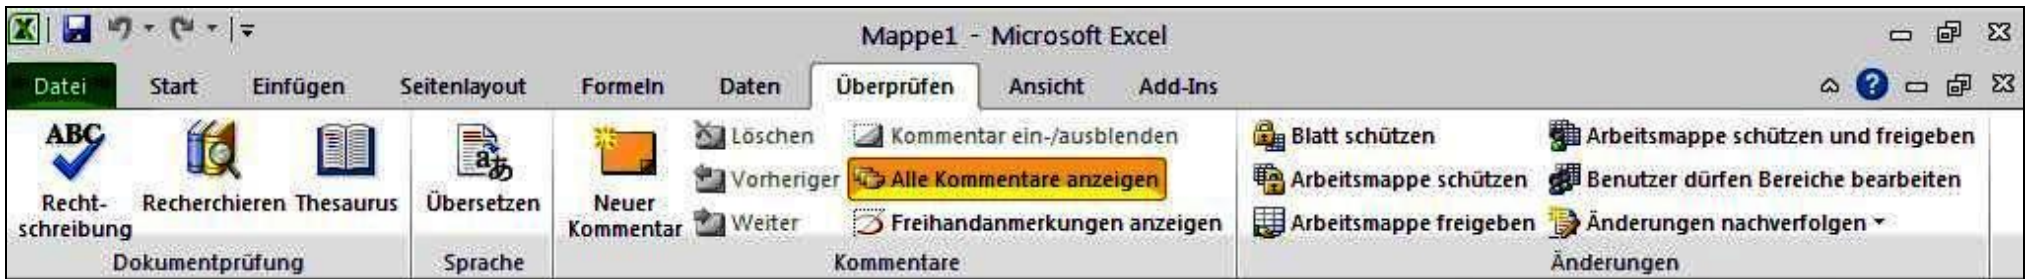 Mappe1 - Microsoft Excel
Datei Start Einfügen Seitenlayout Formeln Daten Überprüfen Ansicht Add-Ins
ABC
Recht-
schreibung
Recherchieren
Thesaurus
Dokumentprüfung
aあ
Übersetzen
Sprache
Neuer
Kommentar
Löschen
Vorheriger
Weiter
Kommentar ein-/ausblenden
Alle Kommentare anzeigen
Freihandanmerkungen anzeigen
Kommentare
Blatt schützen
Arbeitsmappe schützen
Arbeitsmappe freigeben
Arbeitsmappe schützen und freigeben
Benutzer dürfen Bereiche bearbeiten
Änderungen nachverfolgen
Änderungen